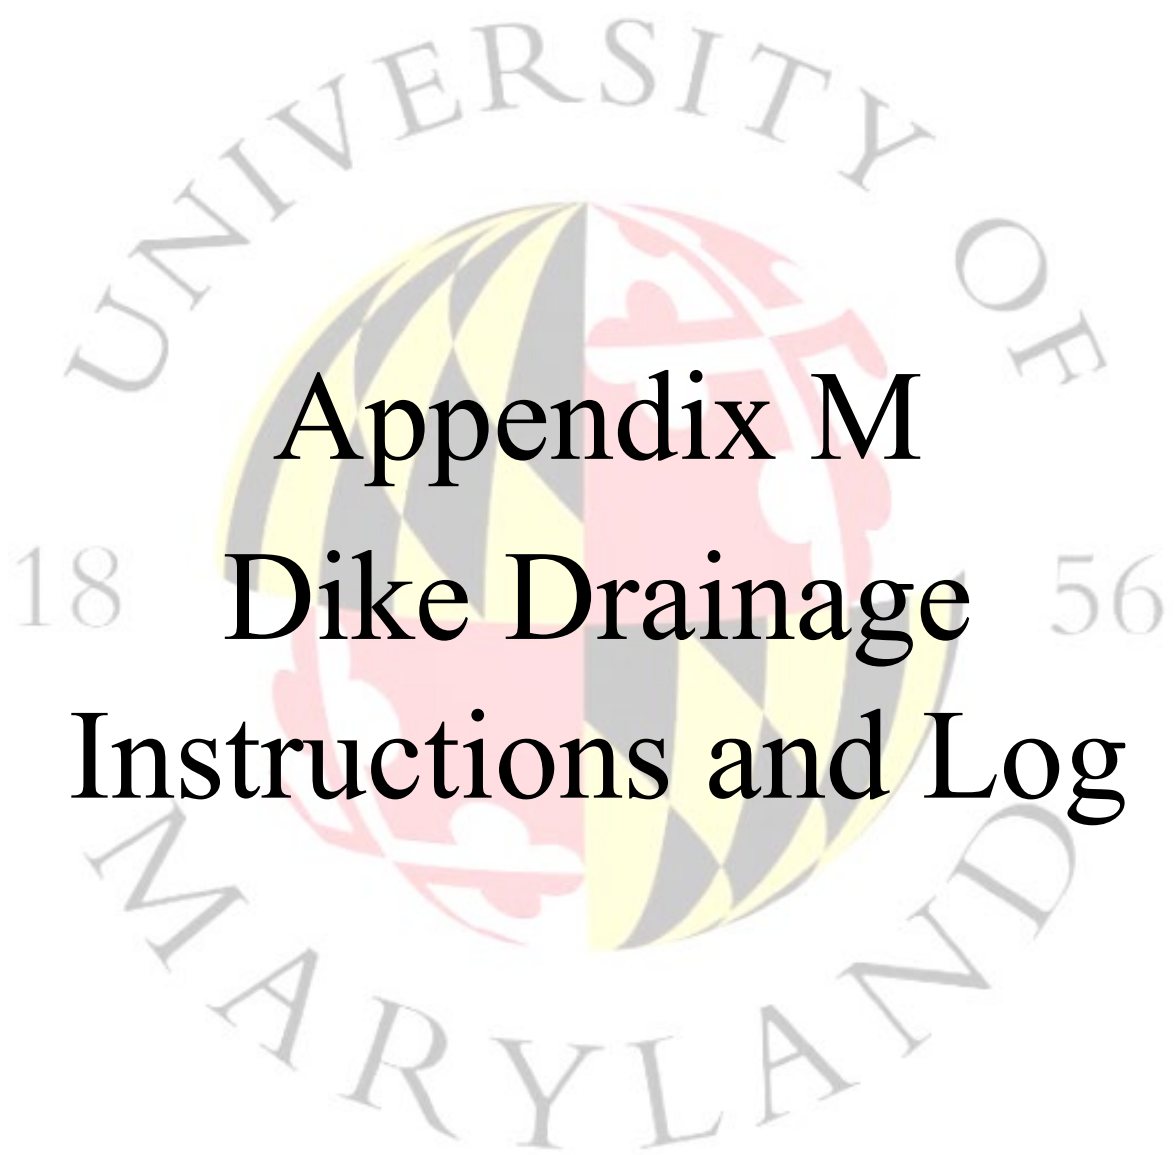 UNIVERSITY OF
Appendix M
18
56
Dike Drainage
Instructions and Log
MARYLAND